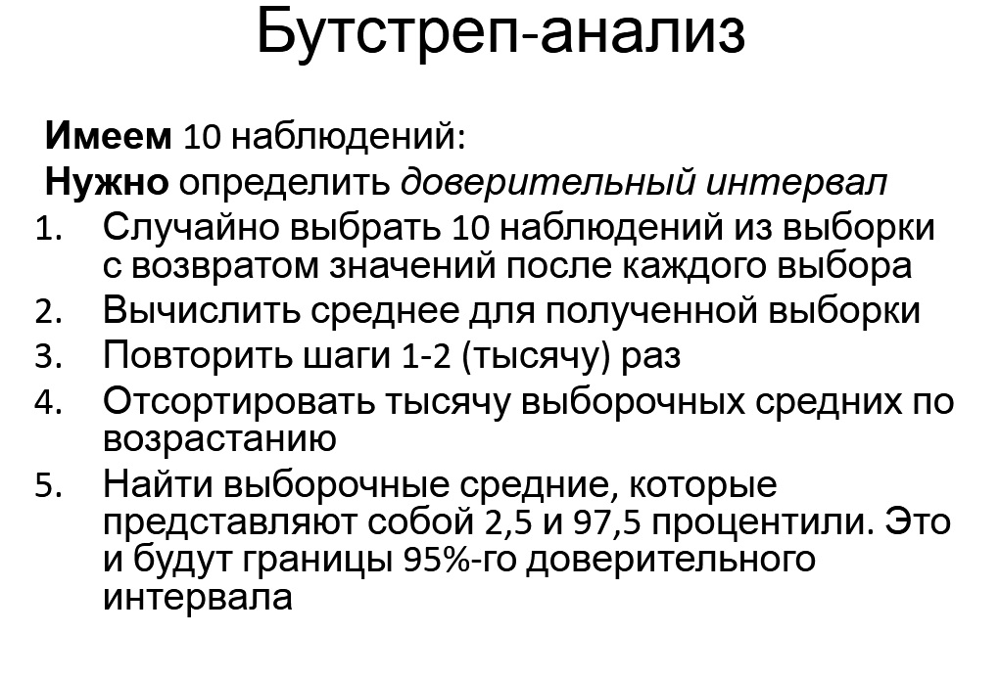 Бутстреп-анализ
Имеем 10 наблюдений:
Нужно определить доверительный интервал
1. Случайно выбрать 10 наблюдений из выборки
с возвратом значений после каждого выбора
2. Вычислить среднее для полученной выборки
3. Повторить шаги 1-2 (тысячу) раз
4. Отсортировать тысячу выборочных средних по
возрастанию
5. Найти выборочные средние, которые
представляют собой 2,5 и 97,5 процентили. Это
и будут границы 95%-го доверительного
интервала